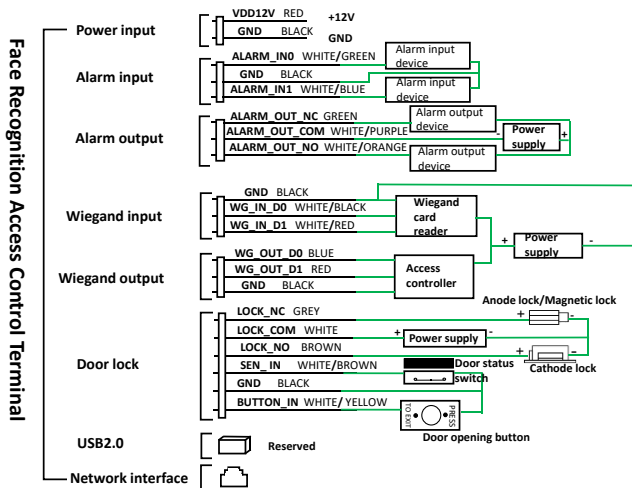 Face Recognition Access Control Terminal
Power input
VDD12V RED +12V
GND BLACK GND
Alarm input
ALARM_IN0 WHITE/GREEN
GND BLACK
ALARM_IN1 WHITE/BLUE
Alarm input
device
Alarm input
device
Alarm output
ALARM_OUT_NC GREEN
ALARM_OUT_COM WHITE/PURPLE
ALARM_OUT_NO WHITE/ORANGE
Alarm output
device
Alarm output
device
- Power
supply +
Wiegand input
GND BLACK
WG_IN_D0 WHITE/BLACK
WG_IN_D1 WHITE/RED
Wiegand
card
reader
+ Power
supply -
Wiegand output
WG_OUT_D0 BLUE
WG_OUT_D1 RED
GND BLACK
Access
controller
Door lock
LOCK_NC GREY
LOCK_COM WHITE
LOCK_NO BROWN
SEN_IN WHITE/BROWN
GND BLACK
BUTTON_IN WHITE/YELLOW
Anode lock/Magnetic lock
+ -
+ Power supply -
+ -
Cathode lock
Door status
switch
TO EXIT
PRESS
Door opening button
USB2.0
Reserved
Network interface